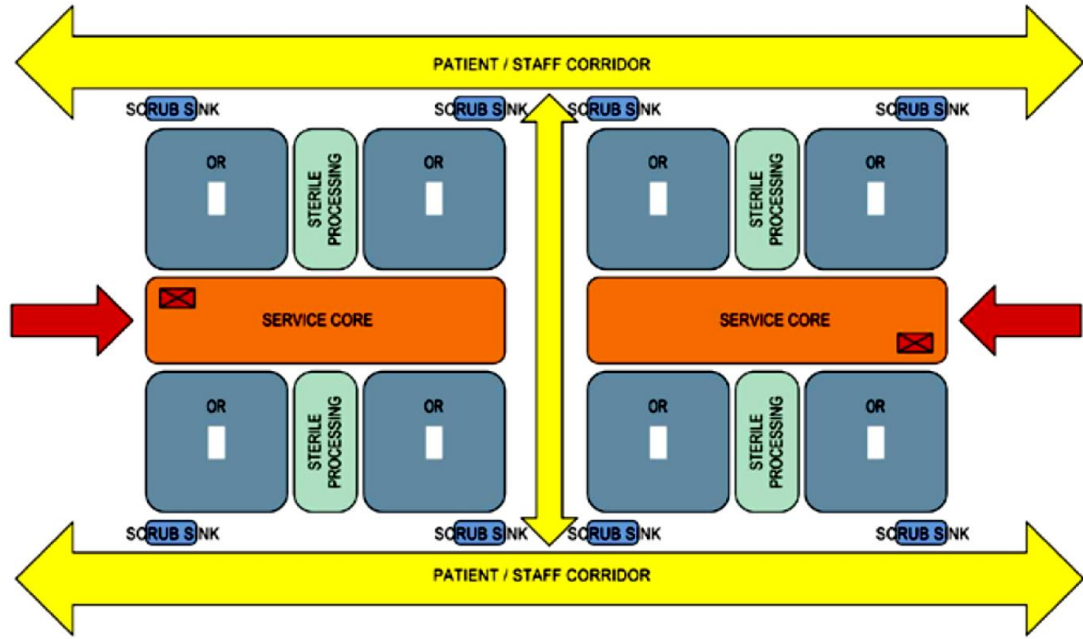 PATIENT / STAFF CORRIDOR
SCRUB SINK
SCRUB SINK
SCRUB SINK
SCRUB SINK
OR
STERILE
PROCESSING
OR
OR
STERILE
PROCESSING
OR
SERVICE CORE
SERVICE CORE
OR
STERILE
PROCESSING
OR
OR
STERILE
PROCESSING
OR
SCRUB SINK
SCRUB SINK
SCRUB SINK
SCRUB SINK
PATIENT / STAFF CORRIDOR